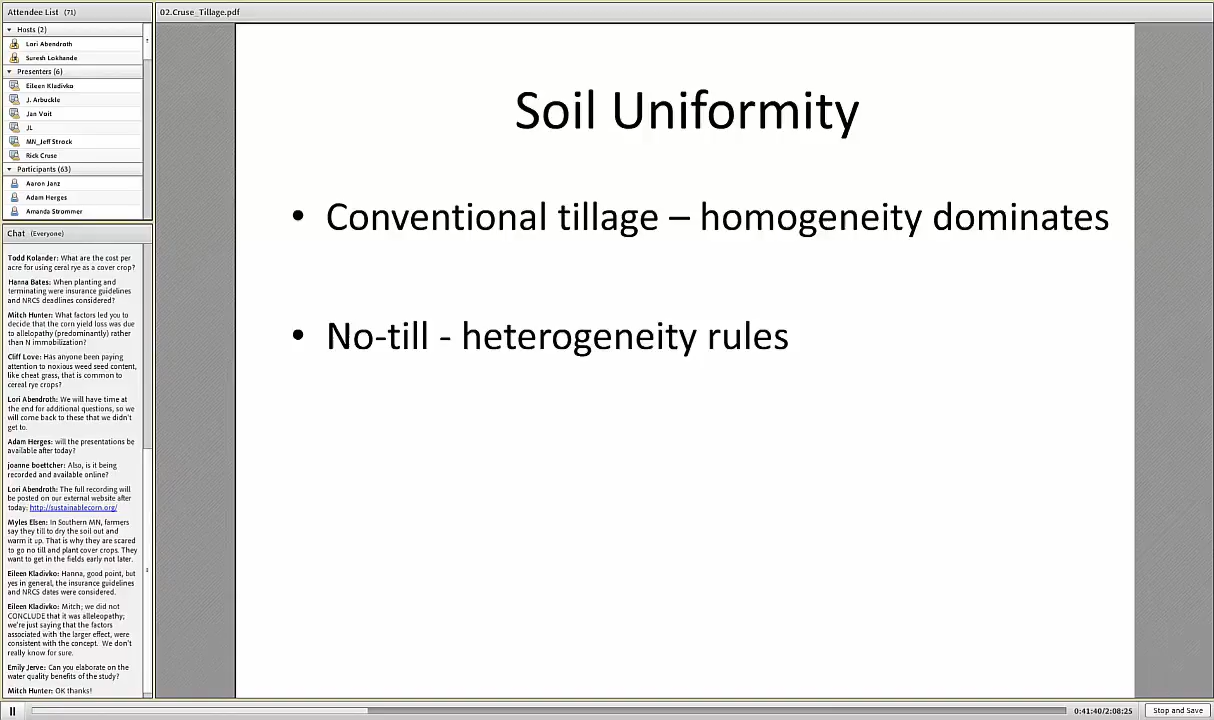 Attendee List (71)
Hosts (2)
Lori Abendroth
Suresh Lokhande
Presenters (6)
Eileen Kladivko
J. Arbuckle
Jan Voit
JL
MN_Jeff Strock
Rick Cruse
Participants (63)
Aaron Janz
Adam Herges
Amanda Strommer
Chat (Everyone)
Todd Kolander: What are the cost per
acre for using ceral rye as a cover crop?
Hanna Bates: When planting and
terminating were insurance guidelines
and NRCS deadlines considered?
Mitch Hunter: What factors led you to
decide that the corn yield loss was due
to allelopathy (predominantly) rather
than N immobilization?
Cliff Love: Has anyone been paying
attention to noxious weed seed content,
like cheat grass, that is common to
cereal rye crops?
Lori Abendroth: We will have time at
the end for additional questions, so we
will come back to these that we didn't
get to.
Adam Herges: will the presentations be
available after today?
joanne boettcher: Also, is it being
recorded and available online?
Lori Abendroth: The full recording will
be posted on our external website after
today: http://sustainablecorn.org/
Myles Elsen: In Southern MN, farmers
say they till to dry the soil out and
warm it up. That is why they are scared
to go no till and plant cover crops. They
want to get in the fields early not later.
Eileen Kladivko: Hanna, good point, but
yes in general, the insurance guidelines
and NRCS dates were considered.
Eileen Kladivko: Mitch; we did not
CONCLUDE that it was alleleopathy;
we're just saying that the factors
associated with the larger effect, were
consistent with the concept. We don't
really know for sure.
Emily Jerve: Can you elaborate on the
water quality benefits of the study?
Mitch Hunter: OK thanks!
02.Cruse_Tillage.pdf
Soil Uniformity
• Conventional tillage – homogeneity dominates
• No-till - heterogeneity rules
0:41:40/2:08:25
Stop and Save